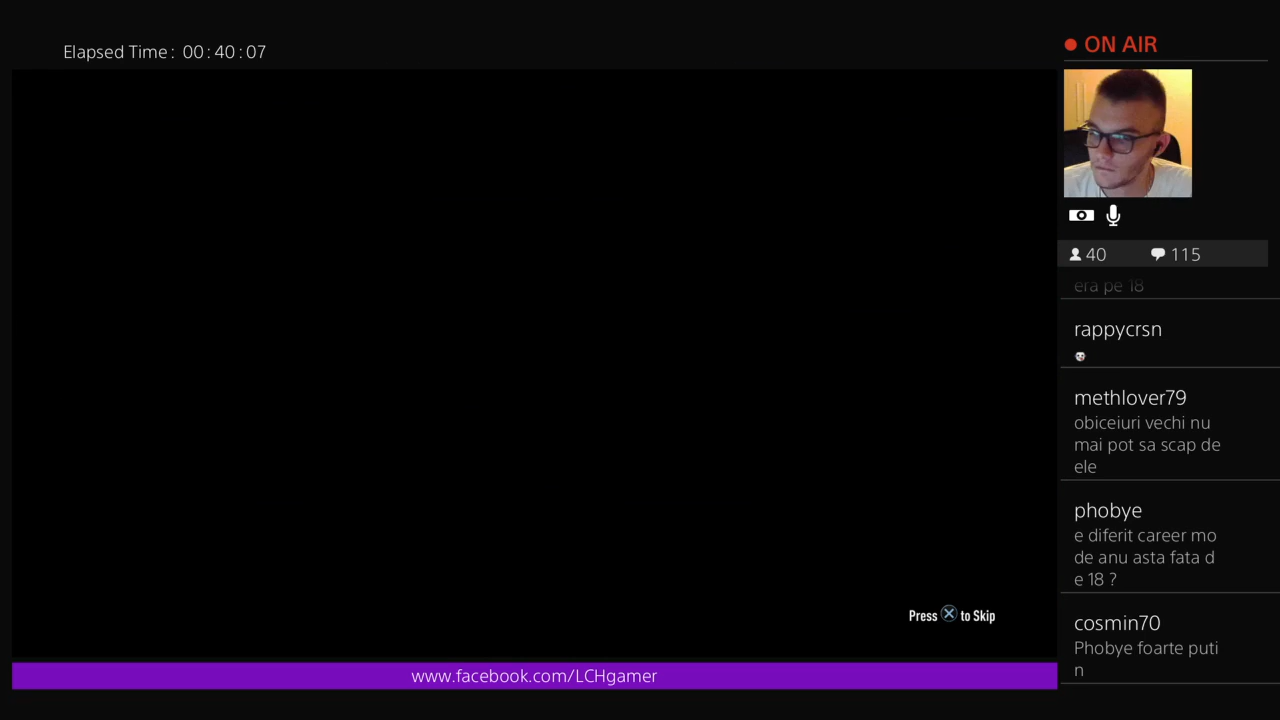 Elapsed Time: 00:40:07
ON AIR
40 115
era pe 18
rappycrsn
methlover79
obiceiuri vechi nu
mai pot sa scap de
ele
phobye
e diferit career mo
de anu asta fata d
e 18 ?
cosmin70
Phobye foarte puti
n
Press to Skip
www.facebook.com/LCHgamer